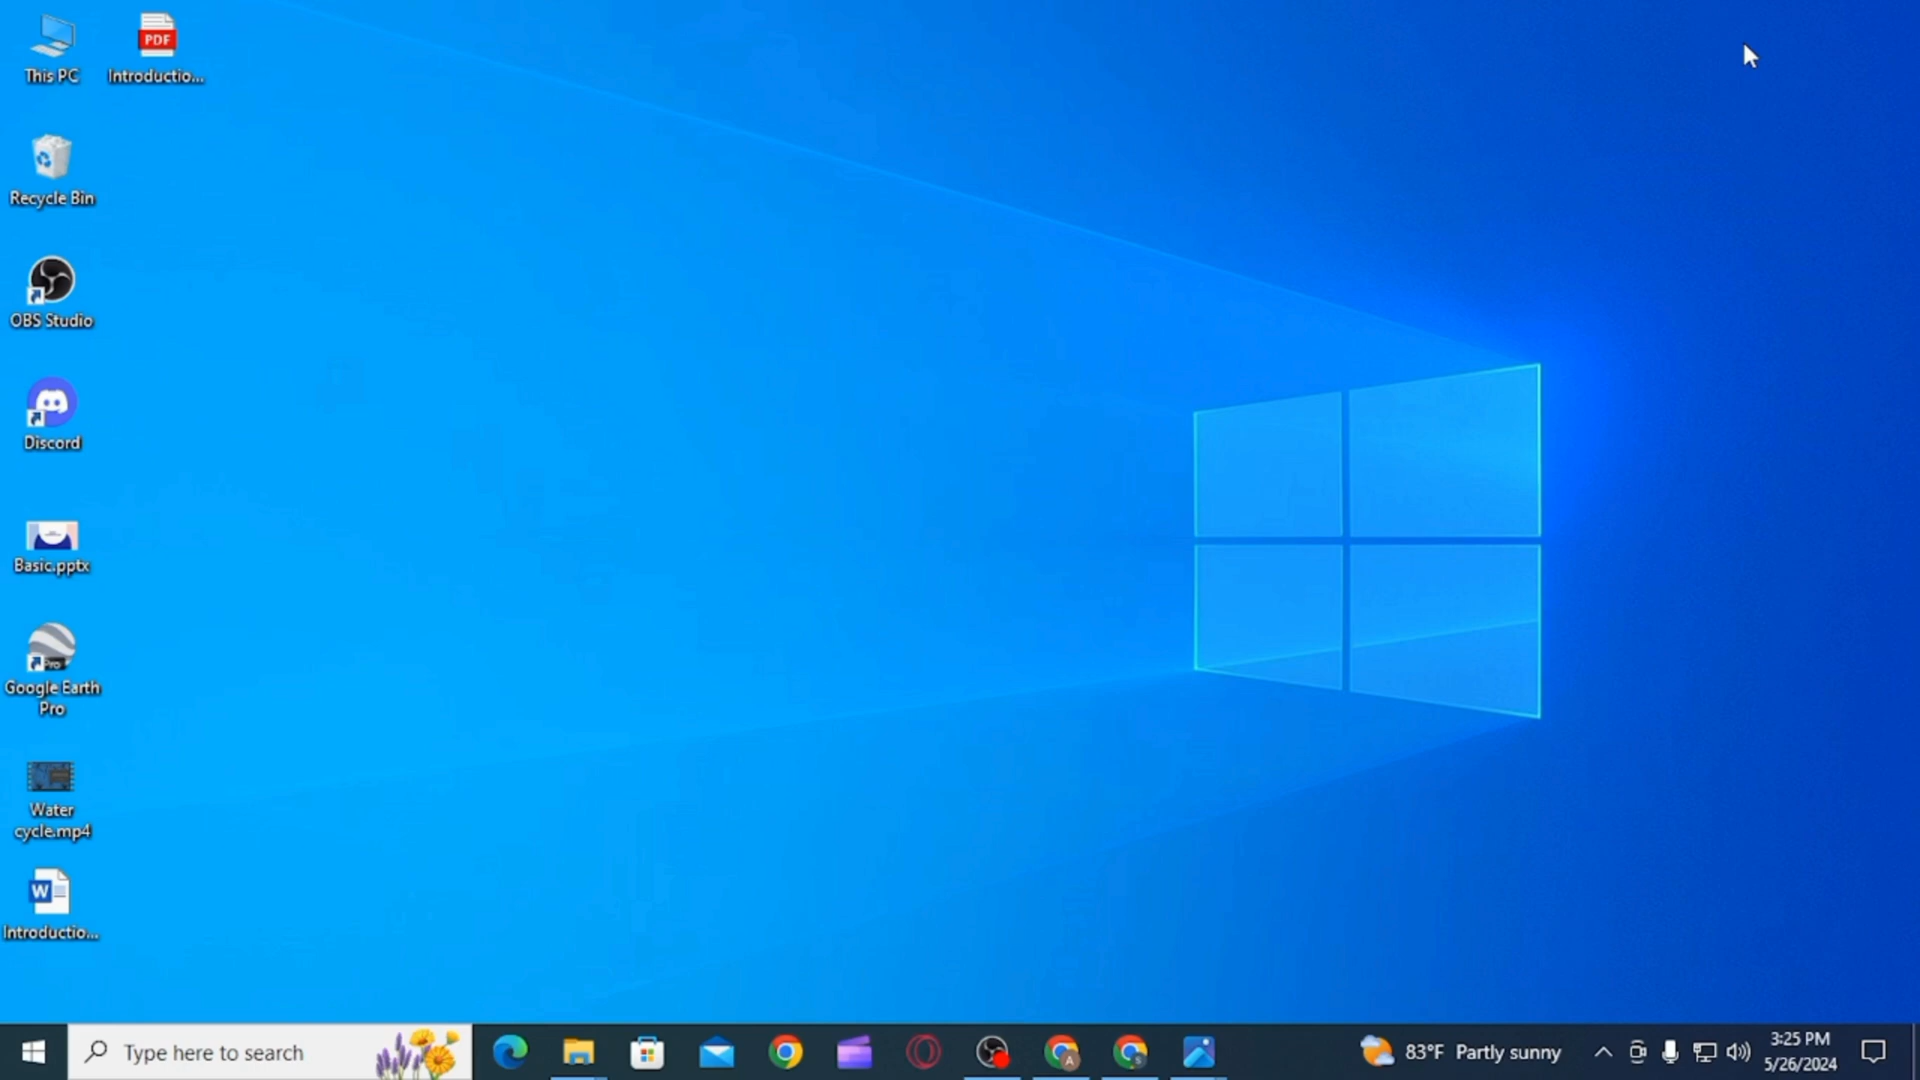 This PC
PDF
Introductio...
Recycle Bin
OBS Studio
Discord
Basic.pptx
Pro
Google Earth
Pro
Water
cycle.mp4
W
Introductio...
Type here to search
A
S
83°F Partly sunny
3:25 PM
5/26/2024